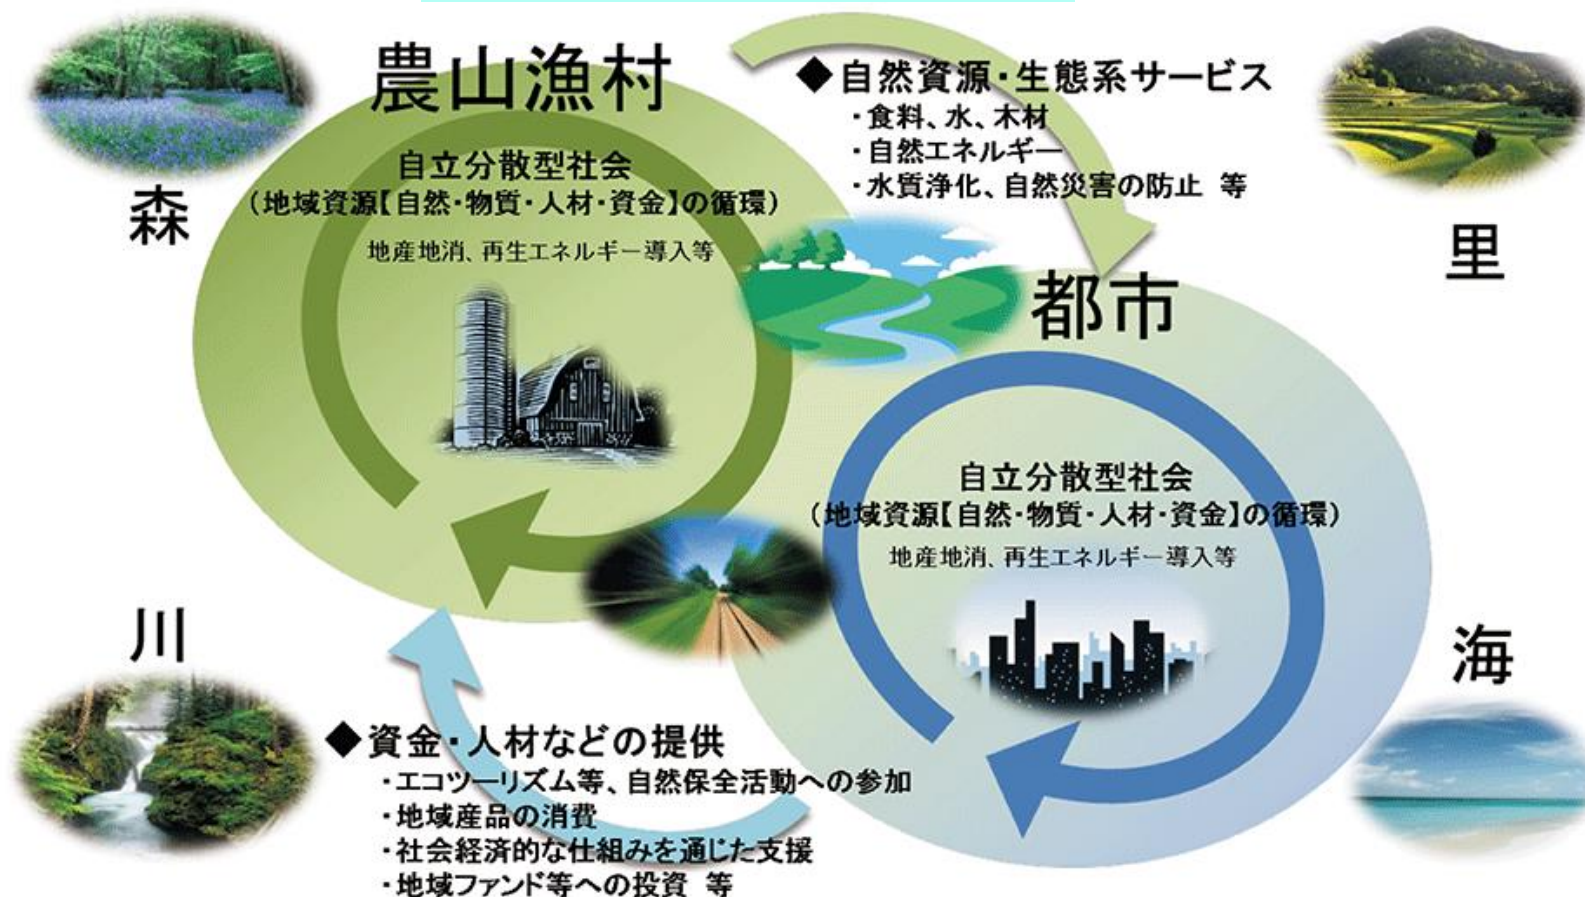 農山漁村
◆自然資源・生態系サービス
・食料、水、木材
・自然エネルギー
・水質浄化、自然災害の防止 等
自立分散型社会
（地域資源【自然・物質・人材・資金】の循環）
地産地消、再生エネルギー導入等
森
里
都市
自立分散型社会
（地域資源【自然・物質・人材・資金】の循環）
地産地消、再生エネルギー導入等
川
海
◆資金・人材などの提供
・エコツーリズム等、自然保全活動への参加
・地域産品の消費
・社会経済的な仕組みを通じた支援
・地域ファンド等への投資 等